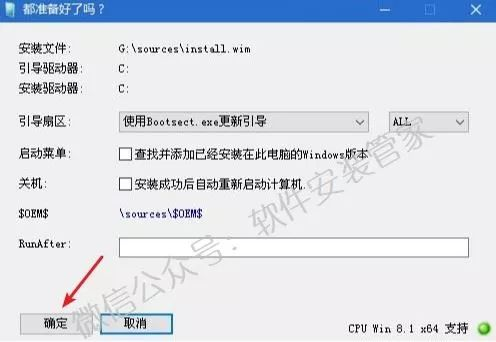 都准备好了吗？
安装文件: G:\sources\install.wim
引导驱动器: C:
安装驱动器: C:
引导扇区: 使用Bootsect.exe更新引导 ALL
启动菜单: 查找并添加已经安装在此电脑的Windows版本
关机: 安装成功后自动重新启动计算机.
$OEM$ \sources\$OEM$
RunAfter:
确定 取消
CPU Win 8.1 x64 支持
微信公众号：软件安装管家